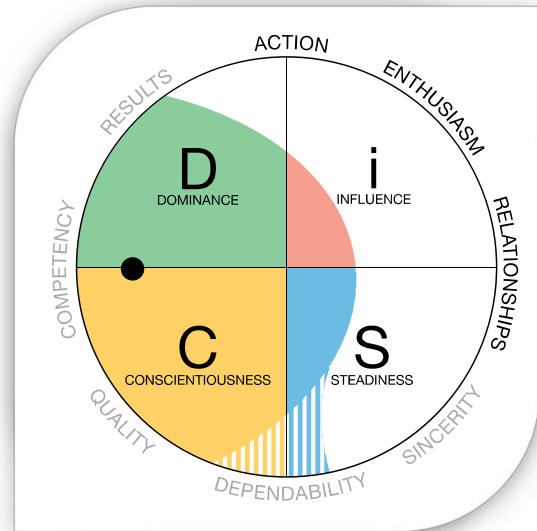 ACTION
ENTHUSIASM
RELATIONSHIPS
SINCERITY
DEPENDABILITY
QUALITY
COMPETENCY
RESULTS
D
DOMINANCE
i
INFLUENCE
C
CONSCIENTIOUSNESS
S
STEADINESS